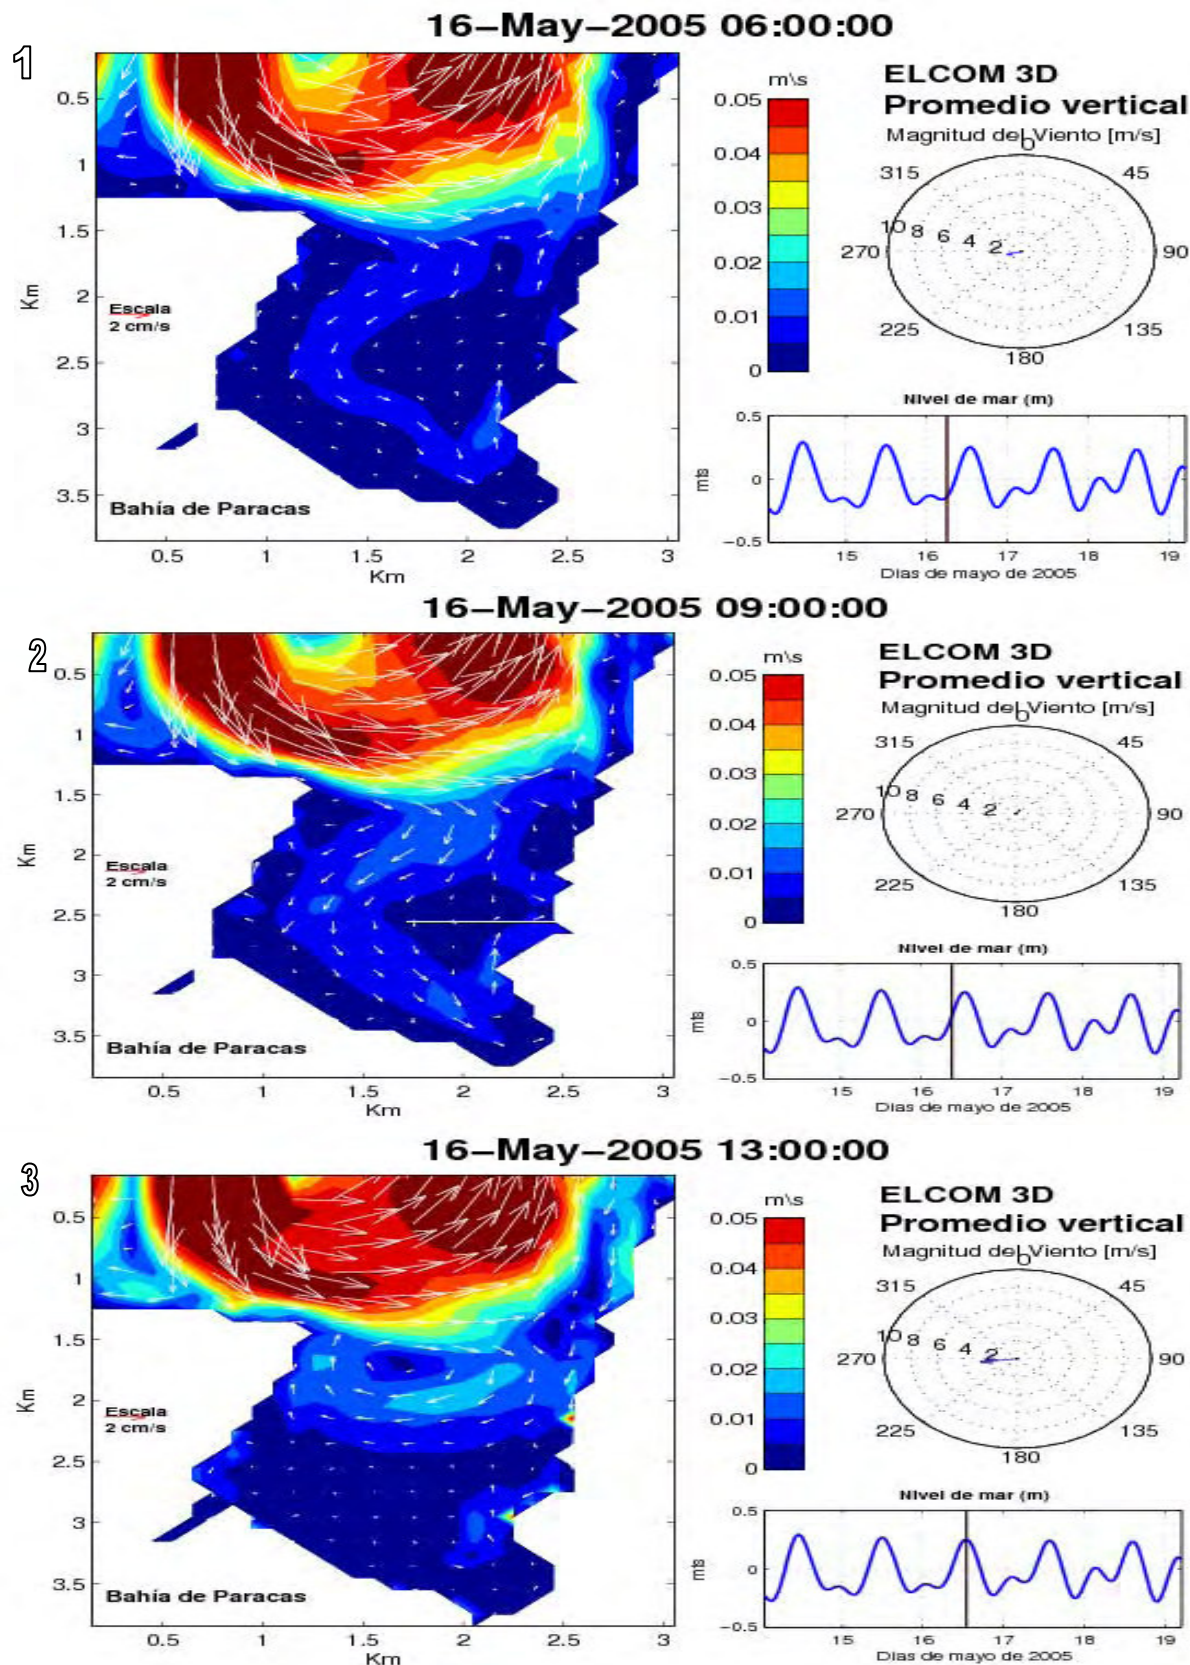 16-May-2005 06:00:00
1
m\s
ELCOM 3D
Promedio vertical
Magnitud del Viento [m/s]
0
315 45
10 8 6 4 2
270 90
225 135
180
0.05
0.04
0.03
0.02
0.01
0
0.5
1
1.5
2
2.5
3
3.5
Km
Escala
2 cm/s
Bahía de Paracas
0.5 1 1.5 2 2.5 3
Km
Nivel de mar (m)
0.5
0
-0.5
mts
15 16 17 18 19
Dias de mayo de 2005
16-May-2005 09:00:00
2
m\s
ELCOM 3D
Promedio vertical
Magnitud del Viento [m/s]
0
315 45
10 8 6 4 2
270 90
225 135
180
0.05
0.04
0.03
0.02
0.01
0
0.5
1
1.5
2
2.5
3
3.5
Km
Escala
2 cm/s
Bahía de Paracas
0.5 1 1.5 2 2.5 3
Km
Nivel de mar (m)
0.5
0
-0.5
mts
15 16 17 18 19
Dias de mayo de 2005
16-May-2005 13:00:00
3
m\s
ELCOM 3D
Promedio vertical
Magnitud del Viento [m/s]
0
315 45
10 8 6 4 2
270 90
225 135
180
0.05
0.04
0.03
0.02
0.01
0
0.5
1
1.5
2
2.5
3
3.5
Km
Escala
2 cm/s
Bahía de Paracas
0.5 1 1.5 2 2.5 3
Km
Nivel de mar (m)
0.5
0
-0.5
mts
15 16 17 18 19
Dias de mayo de 2005